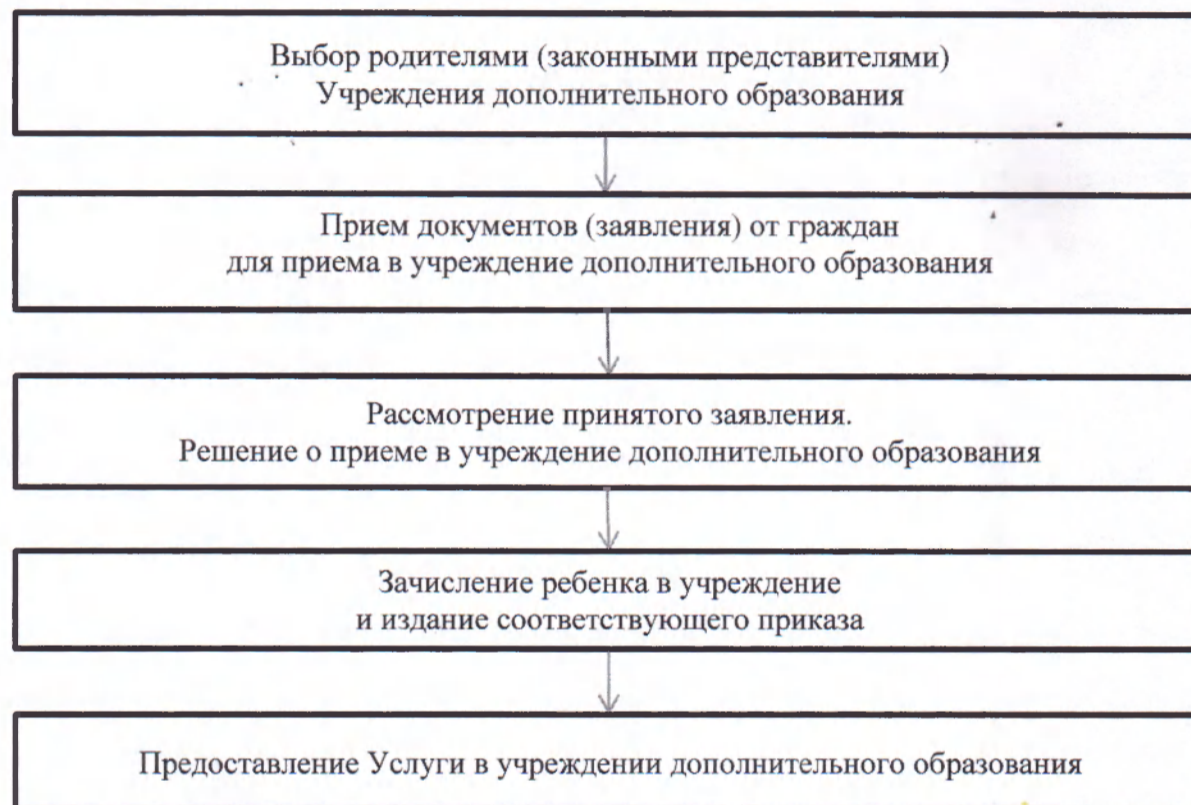 Выбор родителями (законными представителями)
Учреждения дополнительного образования
Прием документов (заявления) от граждан
для приема в учреждение дополнительного образования
Рассмотрение принятого заявления.
Решение о приеме в учреждение дополнительного образования
Зачисление ребенка в учреждение
и издание соответствующего приказа
Предоставление Услуги в учреждении дополнительного образования